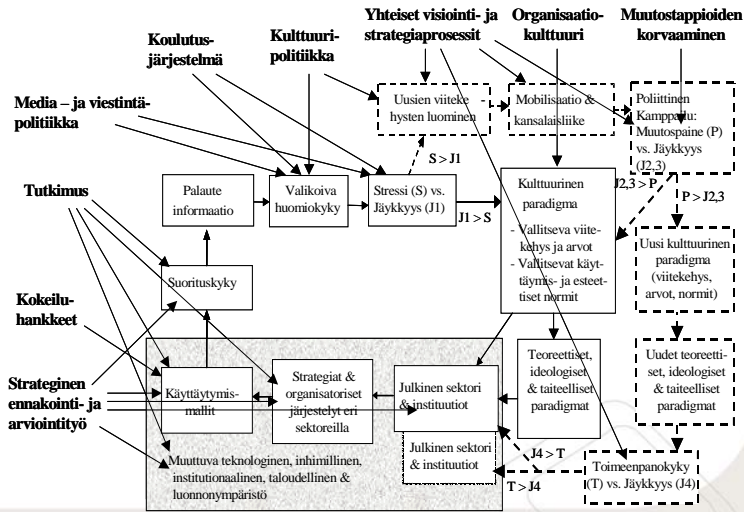 Yhteiset visiointi- ja
strategiaprosessit
Organisaatio-
kulttuuri
Muutostappioiden
korvaaminen
Koulutus-
järjestelmä
Kulttuuri-
politiikka
Media – ja viestintä-
politiikka
Uusien viiteke
hysten luominen
Mobilisaatio &
kansalaisliike
Poliittinen
Kamppailu:
Muutospaine (P)
vs. Jäykkyys
(J2,3)
S > J1
Tutkimus
Palaute
informaatio
Valikoiva
huomiokyky
Stressi (S) vs.
Jäykkyys (J1)
J1 > S
Kulttuurinen
paradigma
- Vallitseva viite-
kehys ja arvot
- Vallitsevat käyt-
täymis- ja esteet-
tiset normit
J2,3 > P
P > J2,3
Uusi kulttuurinen
paradigma
(viitekehys,
arvot, normit)
Suorituskyky
Kokeilu-
hankkeet
Strateginen
ennakointi- ja
arviointityö
Käyttäytymis-
mallit
Strategiat &
organisatoriset
järjestelyt eri
sektoreilla
Julkinen sektori
& instituutiot
Teoreettiset,
ideologiset
& taiteelliset
paradigmat
Uudet teoreetti-
set, ideologiset
& taiteelliset
paradigmat
Julkinen sektori
& instituutiot
J4 > T
T > J4
Muuttuva teknologinen, inhimillinen,
institutionaalinen, taloudellinen &
luonnonympäristö
Toimeenpanokyky
(T) vs. Jäykkyys (J4)